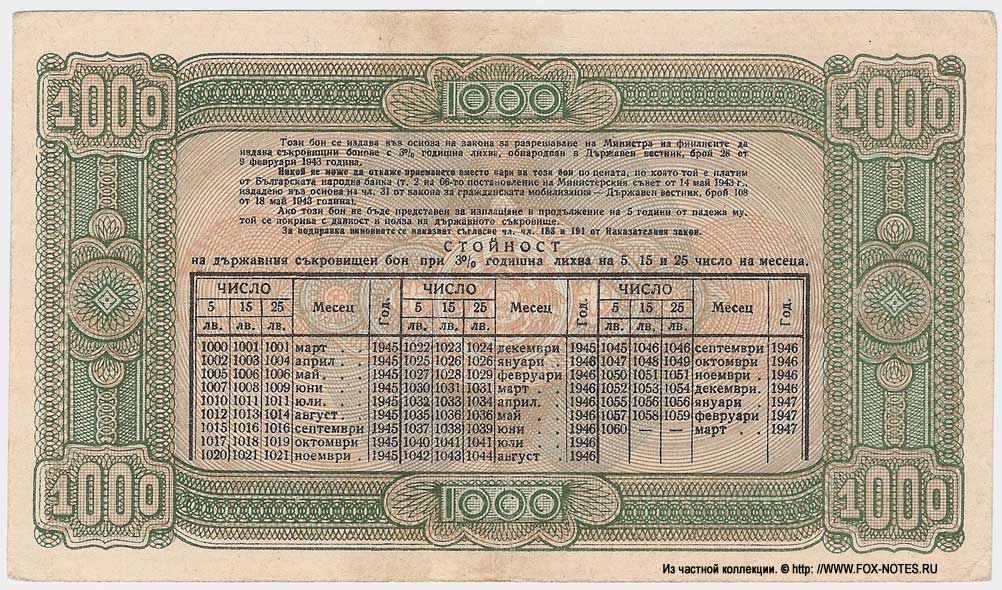 1000 1000 1000
Този бон се издава въз основа на закона за разрешаване на Министра на финансите да
издава съкровищни бонове с 3% годишна лихва, обнародван в Държавен вестник, брой 28 от
9 февруари 1943 година.
Никой не може да откаже приемането вместо пари на този бон по цената, по която той е платим
от Българската народна банка (т. 2 на 66-то постановление на Министерския съвет от 14 май 1943 г.,
издадено въз основа на чл. 31 от закона за гражданската мобилизация — Държавен вестник, брой 108
от 18 май 1943 година).
Ако този бон не бъде представен за изплащане в продължение на 5 години от падежа му,
той се покрива с давност в полза на държавното съкровище.
За подправка виновните се наказват съгласно чл. чл. 183 и 191 от Наказателния закон.
СТОЙНОСТ
на държавния съкровищен бон при 3% годишна лихва на 5, 15 и 25 число на месеца.
ЧИСЛО Месец Год. ЧИСЛО Месец Год. ЧИСЛО Месец Год.
5 15 25 5 15 25 5 15 25
лв. лв. лв. лв. лв. лв. лв. лв. лв.
1000 1001 1001 март . . 1945 1022 1023 1024 декември 1945 1045 1046 1046 септември 1946
1002 1003 1004 април . . 1945 1025 1026 1026 януари . 1946 1047 1048 1049 октомври 1946
1005 1006 1006 май . . . 1945 1027 1028 1029 февруари 1946 1050 1051 1051 ноември . 1946
1007 1008 1009 юни . . . 1945 1030 1031 1031 март . . 1946 1052 1053 1054 декември. 1946
1010 1011 1011 юли. . . . 1945 1032 1033 1034 април. . . 1946 1055 1056 1056 януари . 1947
1012 1013 1014 август . . 1945 1035 1036 1036 май . . . 1946 1057 1058 1059 февруари 1947
1015 1016 1016 септември 1945 1037 1038 1039 юни . . . 1946 1060 — — март . . 1947
1017 1018 1019 октомври 1945 1040 1041 1041 юли . . . 1946
1020 1021 1021 ноември . 1945 1042 1043 1044 август . . 1946
1000 1000 1000
Из частной коллекции. © http: //WWW.FOX-NOTES.RU